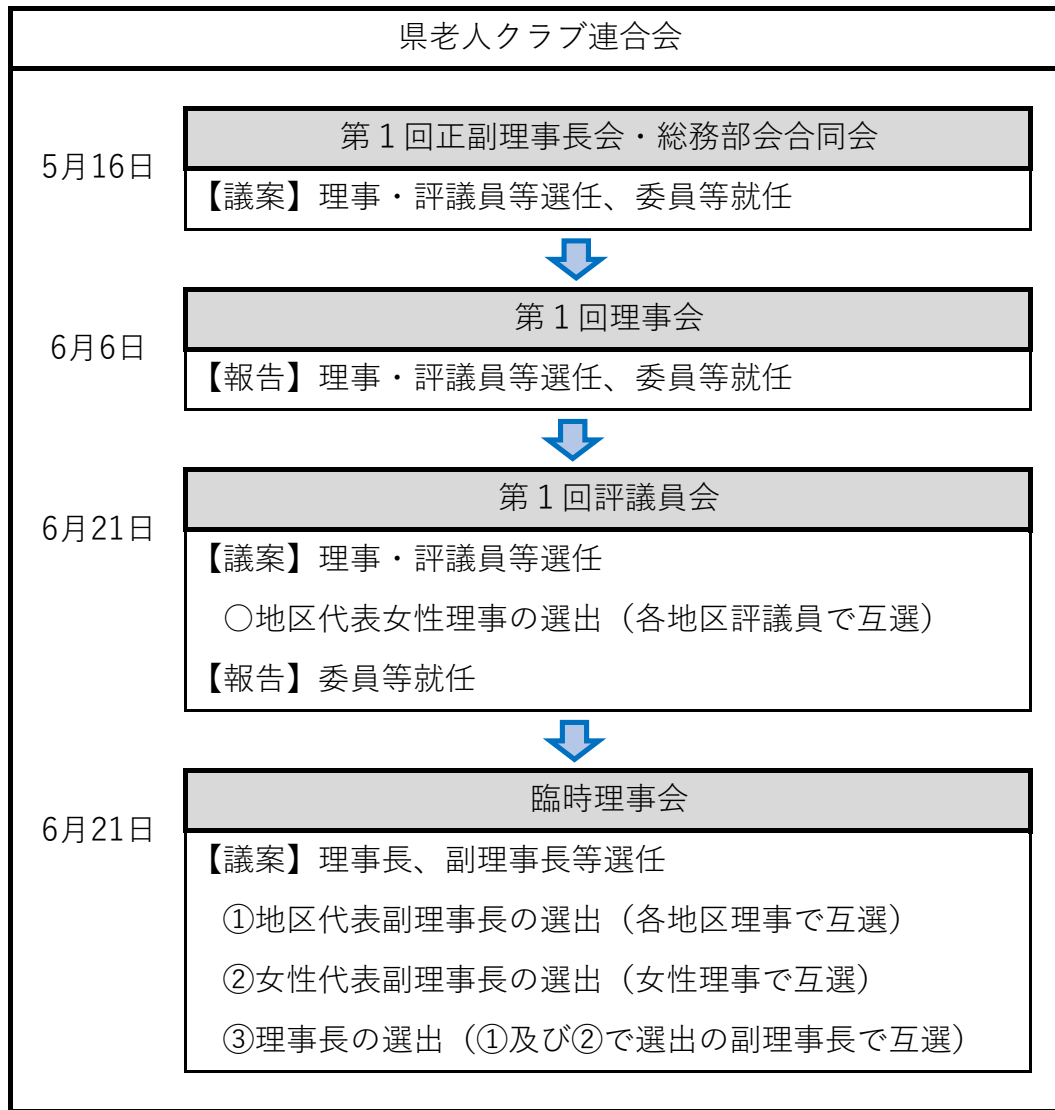 県老人クラブ連合会
5月16日
第1回正副理事長会・総務部会合同会
【議案】理事・評議員等選任、委員等就任
6月6日
第1回理事会
【報告】理事・評議員等選任、委員等就任
6月21日
第1回評議員会
【議案】理事・評議員等選任
○地区代表女性理事の選出（各地区評議員で互選）
【報告】委員等就任
6月21日
臨時理事会
【議案】理事長、副理事長等選任
①地区代表副理事長の選出（各地区理事で互選）
②女性代表副理事長の選出（女性理事で互選）
③理事長の選出（①及び②で選出の副理事長で互選）